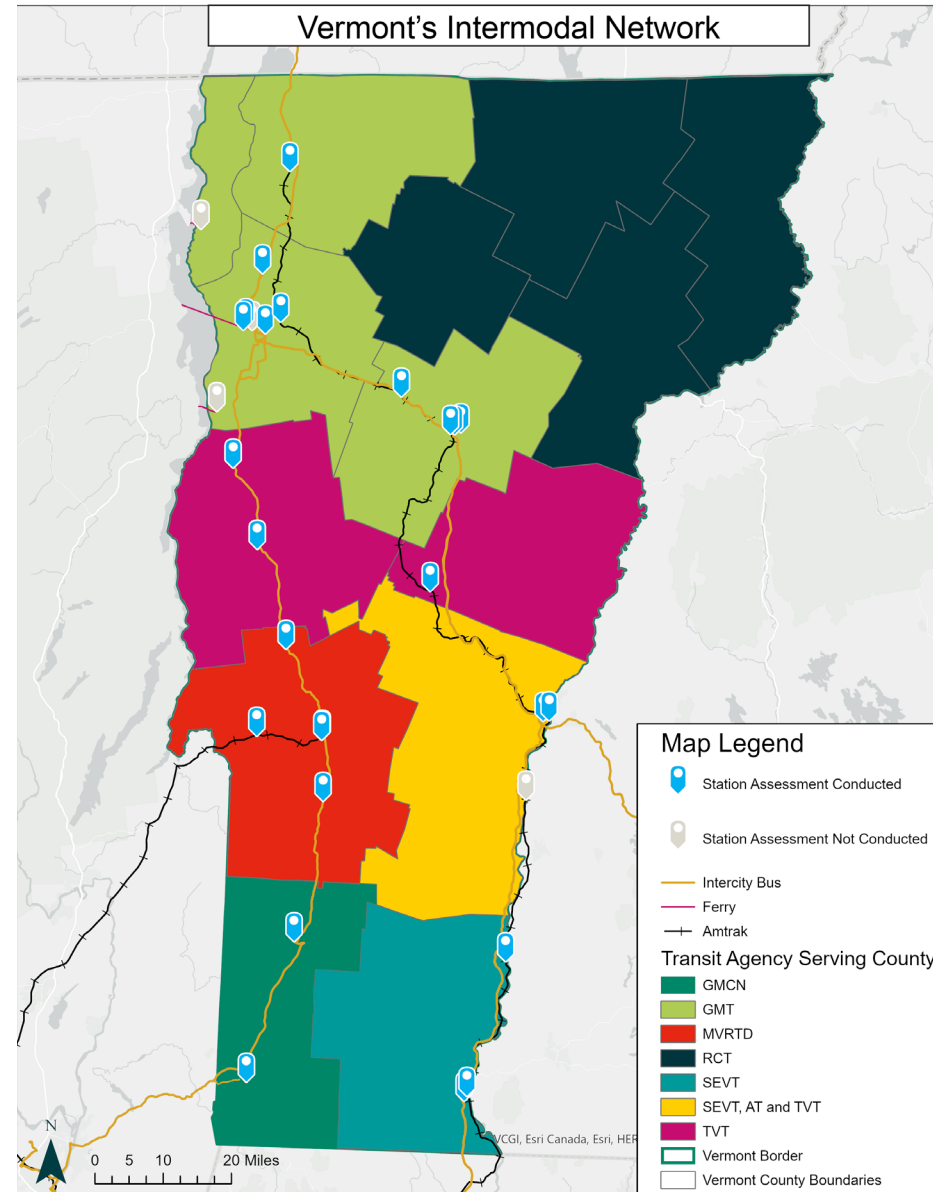 Vermont's Intermodal Network
Map Legend
Station Assessment Conducted
Station Assessment Not Conducted
Intercity Bus
Ferry
Amtrak
Transit Agency Serving County
GMCN
GMT
MVRTD
RCT
SEVT
SEVT, AT and TVT
TVT
Vermont Border
Vermont County Boundaries
VCGI, Esri Canada, Esri, HER
N
0 5 10 20 Miles